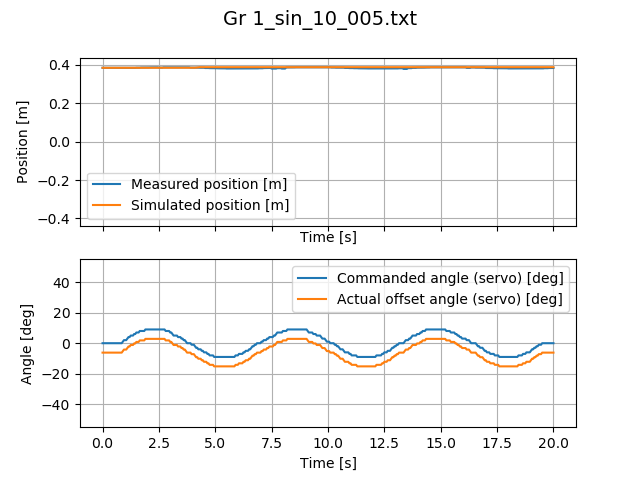 Gr 1_sin_10_005.txt
0.4
0.2
0.0
−0.2
−0.4
Position [m]
Measured position [m]
Simulated position [m]
Time [s]
40
20
0
−20
−40
Angle [deg]
Commanded angle (servo) [deg]
Actual offset angle (servo) [deg]
0.0 2.5 5.0 7.5 10.0 12.5 15.0 17.5 20.0
Time [s]